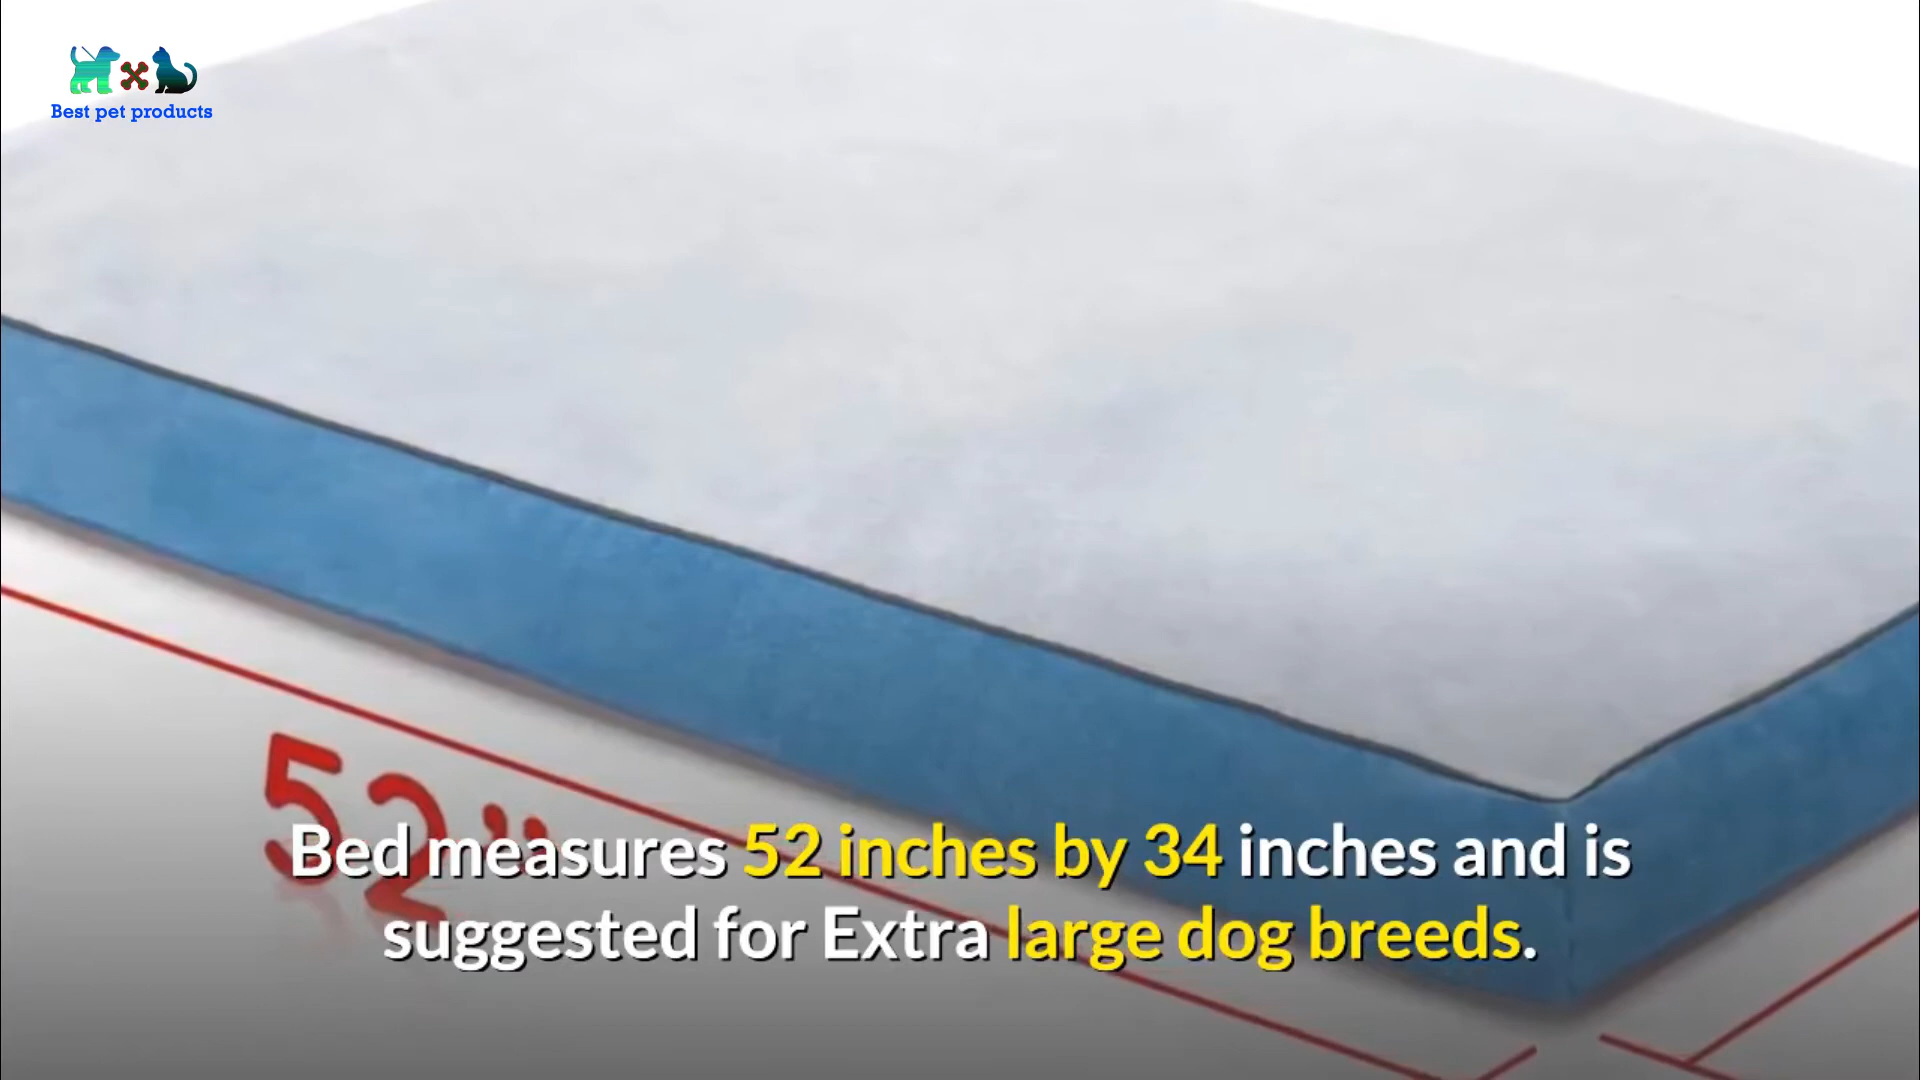 Best pet products
52"
Bed measures 52 inches by 34 inches and is
suggested for Extra large dog breeds.